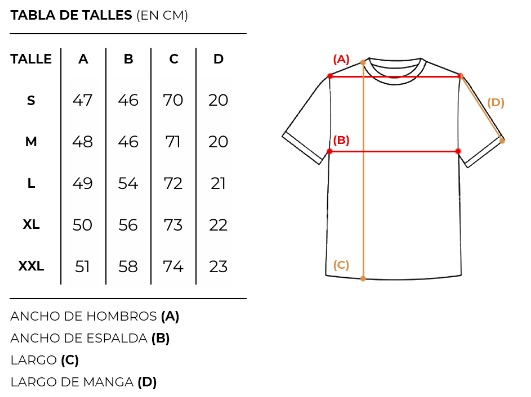 TABLA DE TALLES (EN CM)
TALLE A B C D
S 47 46 70 20
M 48 46 71 20
L 49 54 72 21
XL 50 56 73 22
XXL 51 58 74 23
ANCHO DE HOMBROS (A)
ANCHO DE ESPALDA (B)
LARGO (C)
LARGO DE MANGA (D)
(A)
(D)
(B)
(C)